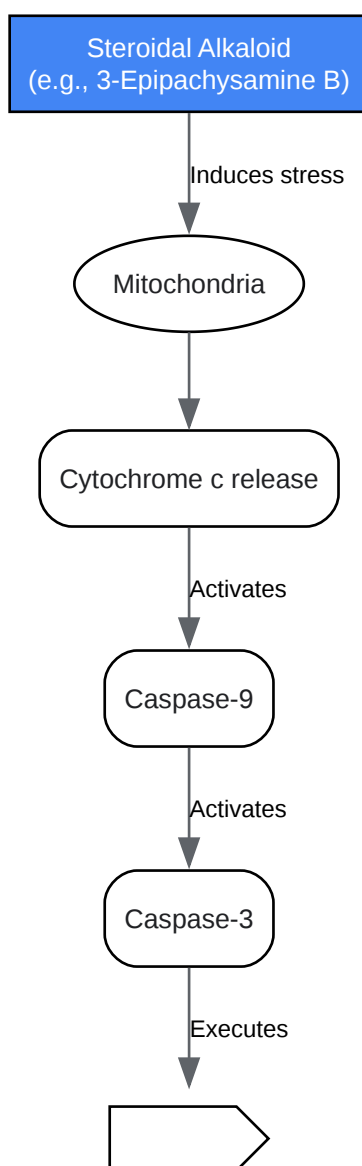 Steroidal Alkaloid
(e.g., 3-Epipachysamine B)
Induces stress
Mitochondria
Cytochrome c release
Activates
Caspase-9
Activates
Caspase-3
Executes